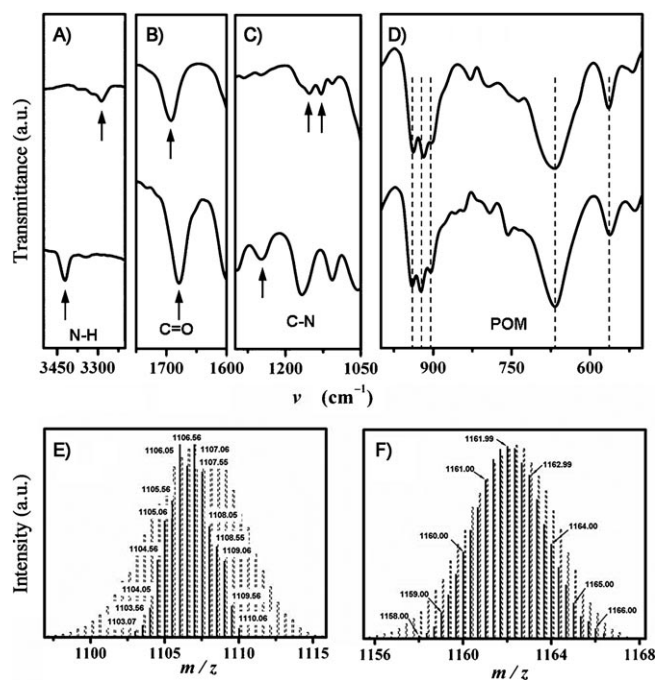 A)
B)
C)
D)
Transmittance (a.u.)
N-H
C=O
C-N
POM
3450 3300
1700 1600
1200 1050
900 600
ν (cm⁻¹)
E)
1106.56
1106.05
1107.06
1107.55
1105.56
1105.06
1108.05
1104.56
1108.55
1109.06
1104.05
1103.56
1109.56
1103.07
1110.06
1100 1105 1110 1115
m / z
Intensity (a.u.)
F)
1161.99
1161.00
1162.99
1160.00
1164.00
1159.00
1165.00
1158.00
1166.00
1156 1160 1164 1168
m / z